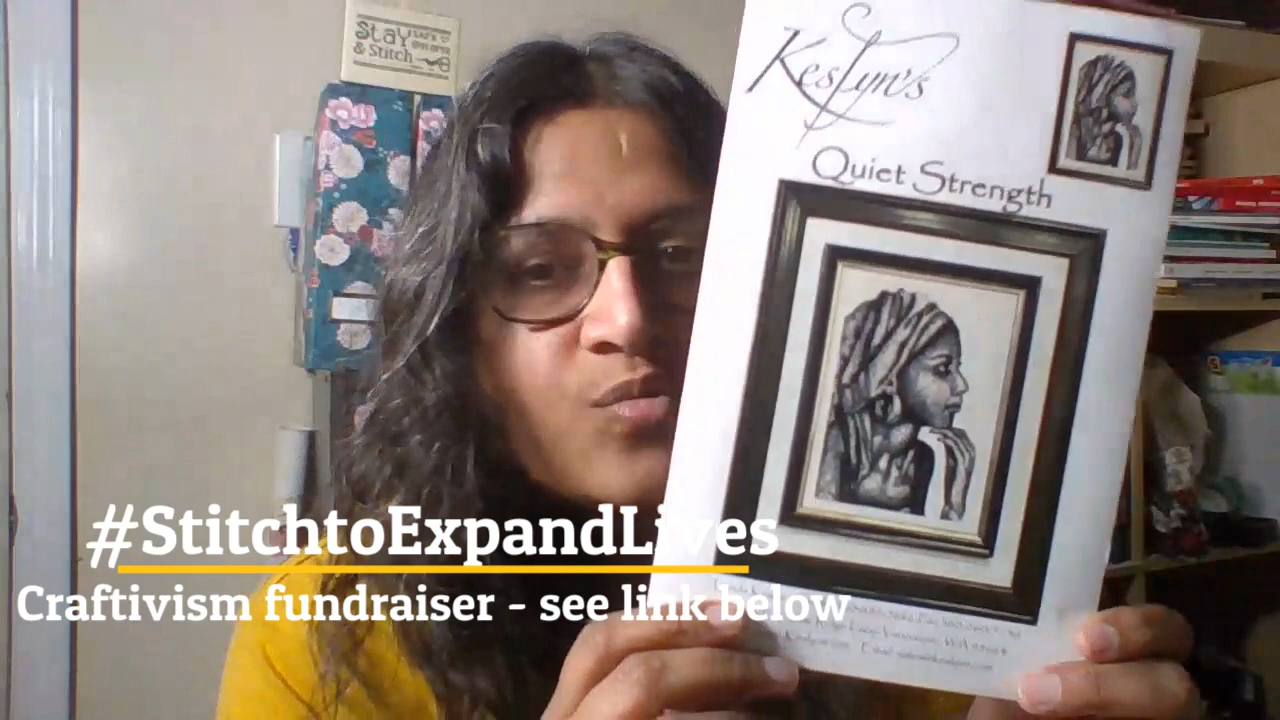 Stay
& Stitch
Keslyn's
Quiet Strength
#StitchtoExpandLives
Craftivism fundraiser - see link below